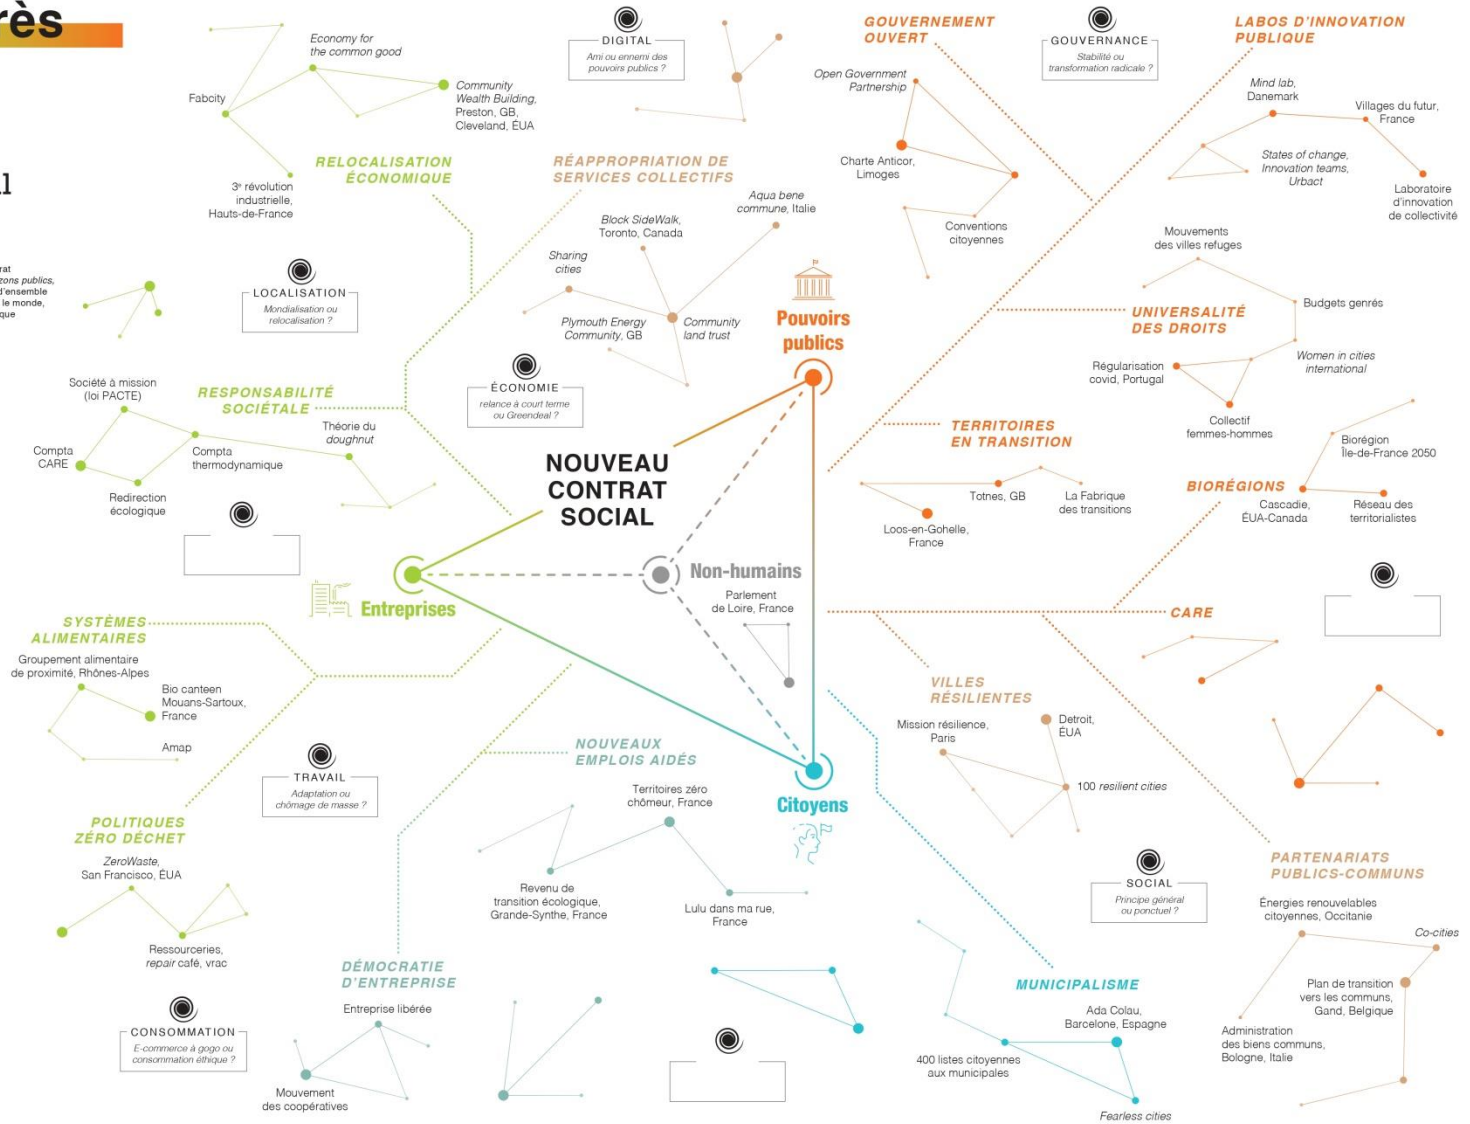 rès
Economy for
the common good
Fabcity
Community
Wealth Building,
Preston, GB,
Cleveland, ÉUA
3e révolution
industrielle,
Hauts-de-France
RELOCALISATION
ÉCONOMIQUE
DIGITAL
Ami ou ennemi des
pouvoirs publics ?
RÉAPPROPRIATION DE
SERVICES COLLECTIFS
Aqua bene
commune, Italie
Block SideWalk,
Toronto, Canada
Sharing
cities
Plymouth Energy
Community, GB
Community
land trust
GOUVERNEMENT
OUVERT
Open Government
Partnership
Charte Anticor,
Limoges
Conventions
citoyennes
GOUVERNANCE
Stabilité ou
transformation radicale ?
LABOS D'INNOVATION
PUBLIQUE
Mind lab,
Danemark
Villages du futur,
France
States of change,
Innovation teams,
Urbact
Laboratoire
d'innovation
de collectivité
rat
zons publics,
d'ensemble
le monde,
que
LOCALISATION
Mondialisation ou
relocalisation ?
Pouvoirs
publics
Mouvements
des villes refuges
Budgets genrés
UNIVERSALITÉ
DES DROITS
Women in cities
international
Régularisation
covid, Portugal
Collectif
femmes-hommes
Société à mission
(loi PACTE)
RESPONSABILITÉ
SOCIÉTALE
Théorie du
doughnut
Compta
CARE
Compta
thermodynamique
Redirection
écologique
ÉCONOMIE
relance à court terme
ou Greendeal ?
NOUVEAU
CONTRAT
SOCIAL
TERRITOIRES
EN TRANSITION
Totnes, GB
La Fabrique
des transitions
Loos-en-Gohelle,
France
Biorégion
Île-de-France 2050
BIORÉGIONS
Cascadie,
ÉUA-Canada
Réseau des
territorialistes
Entreprises
Non-humains
Parlement
de Loire, France
CARE
SYSTÈMES
ALIMENTAIRES
Groupement alimentaire
de proximité, Rhônes-Alpes
Bio canteen
Mouans-Sartoux,
France
Amap
TRAVAIL
Adaptation ou
chômage de masse ?
NOUVEAUX
EMPLOIS AIDÉS
Territoires zéro
chômeur, France
Revenu de
transition écologique,
Grande-Synthe, France
Lulu dans ma rue,
France
Citoyens
VILLES
RÉSILIENTES
Mission résilience,
Paris
Detroit,
ÉUA
100 resilient cities
POLITIQUES
ZÉRO DÉCHET
ZeroWaste,
San Francisco, ÉUA
Ressourceries,
repair café, vrac
SOCIAL
Principe général
ou ponctuel ?
PARTENARIATS
PUBLICS-COMMUNS
Énergies renouvelables
citoyennes, Occitanie
Co-cities
Plan de transition
vers les communs,
Gand, Belgique
Administration
des biens communs,
Bologne, Italie
DÉMOCRATIE
D'ENTREPRISE
Entreprise libérée
Mouvement
des coopératives
CONSOMMATION
E-commerce à gogo ou
consommation éthique ?
MUNICIPALISME
Ada Colau,
Barcelone, Espagne
400 listes citoyennes
aux municipales
Fearless cities